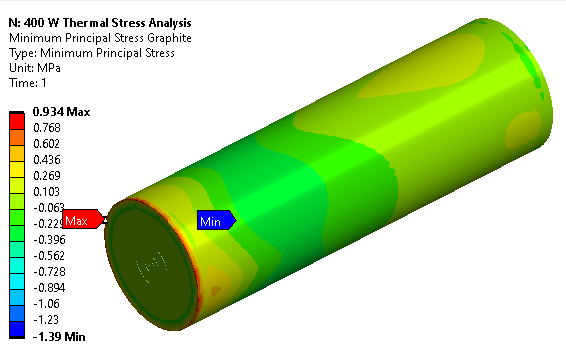 N: 400 W Thermal Stress Analysis
Minimum Principal Stress Graphite
Type: Minimum Principal Stress
Unit: MPa
Time: 1
0.934 Max
0.768
0.602
0.436
0.269
0.103
-0.063
-0.229
Max
Min
-0.396
-0.562
-0.728
-0.894
-1.06
-1.23
-1.39 Min